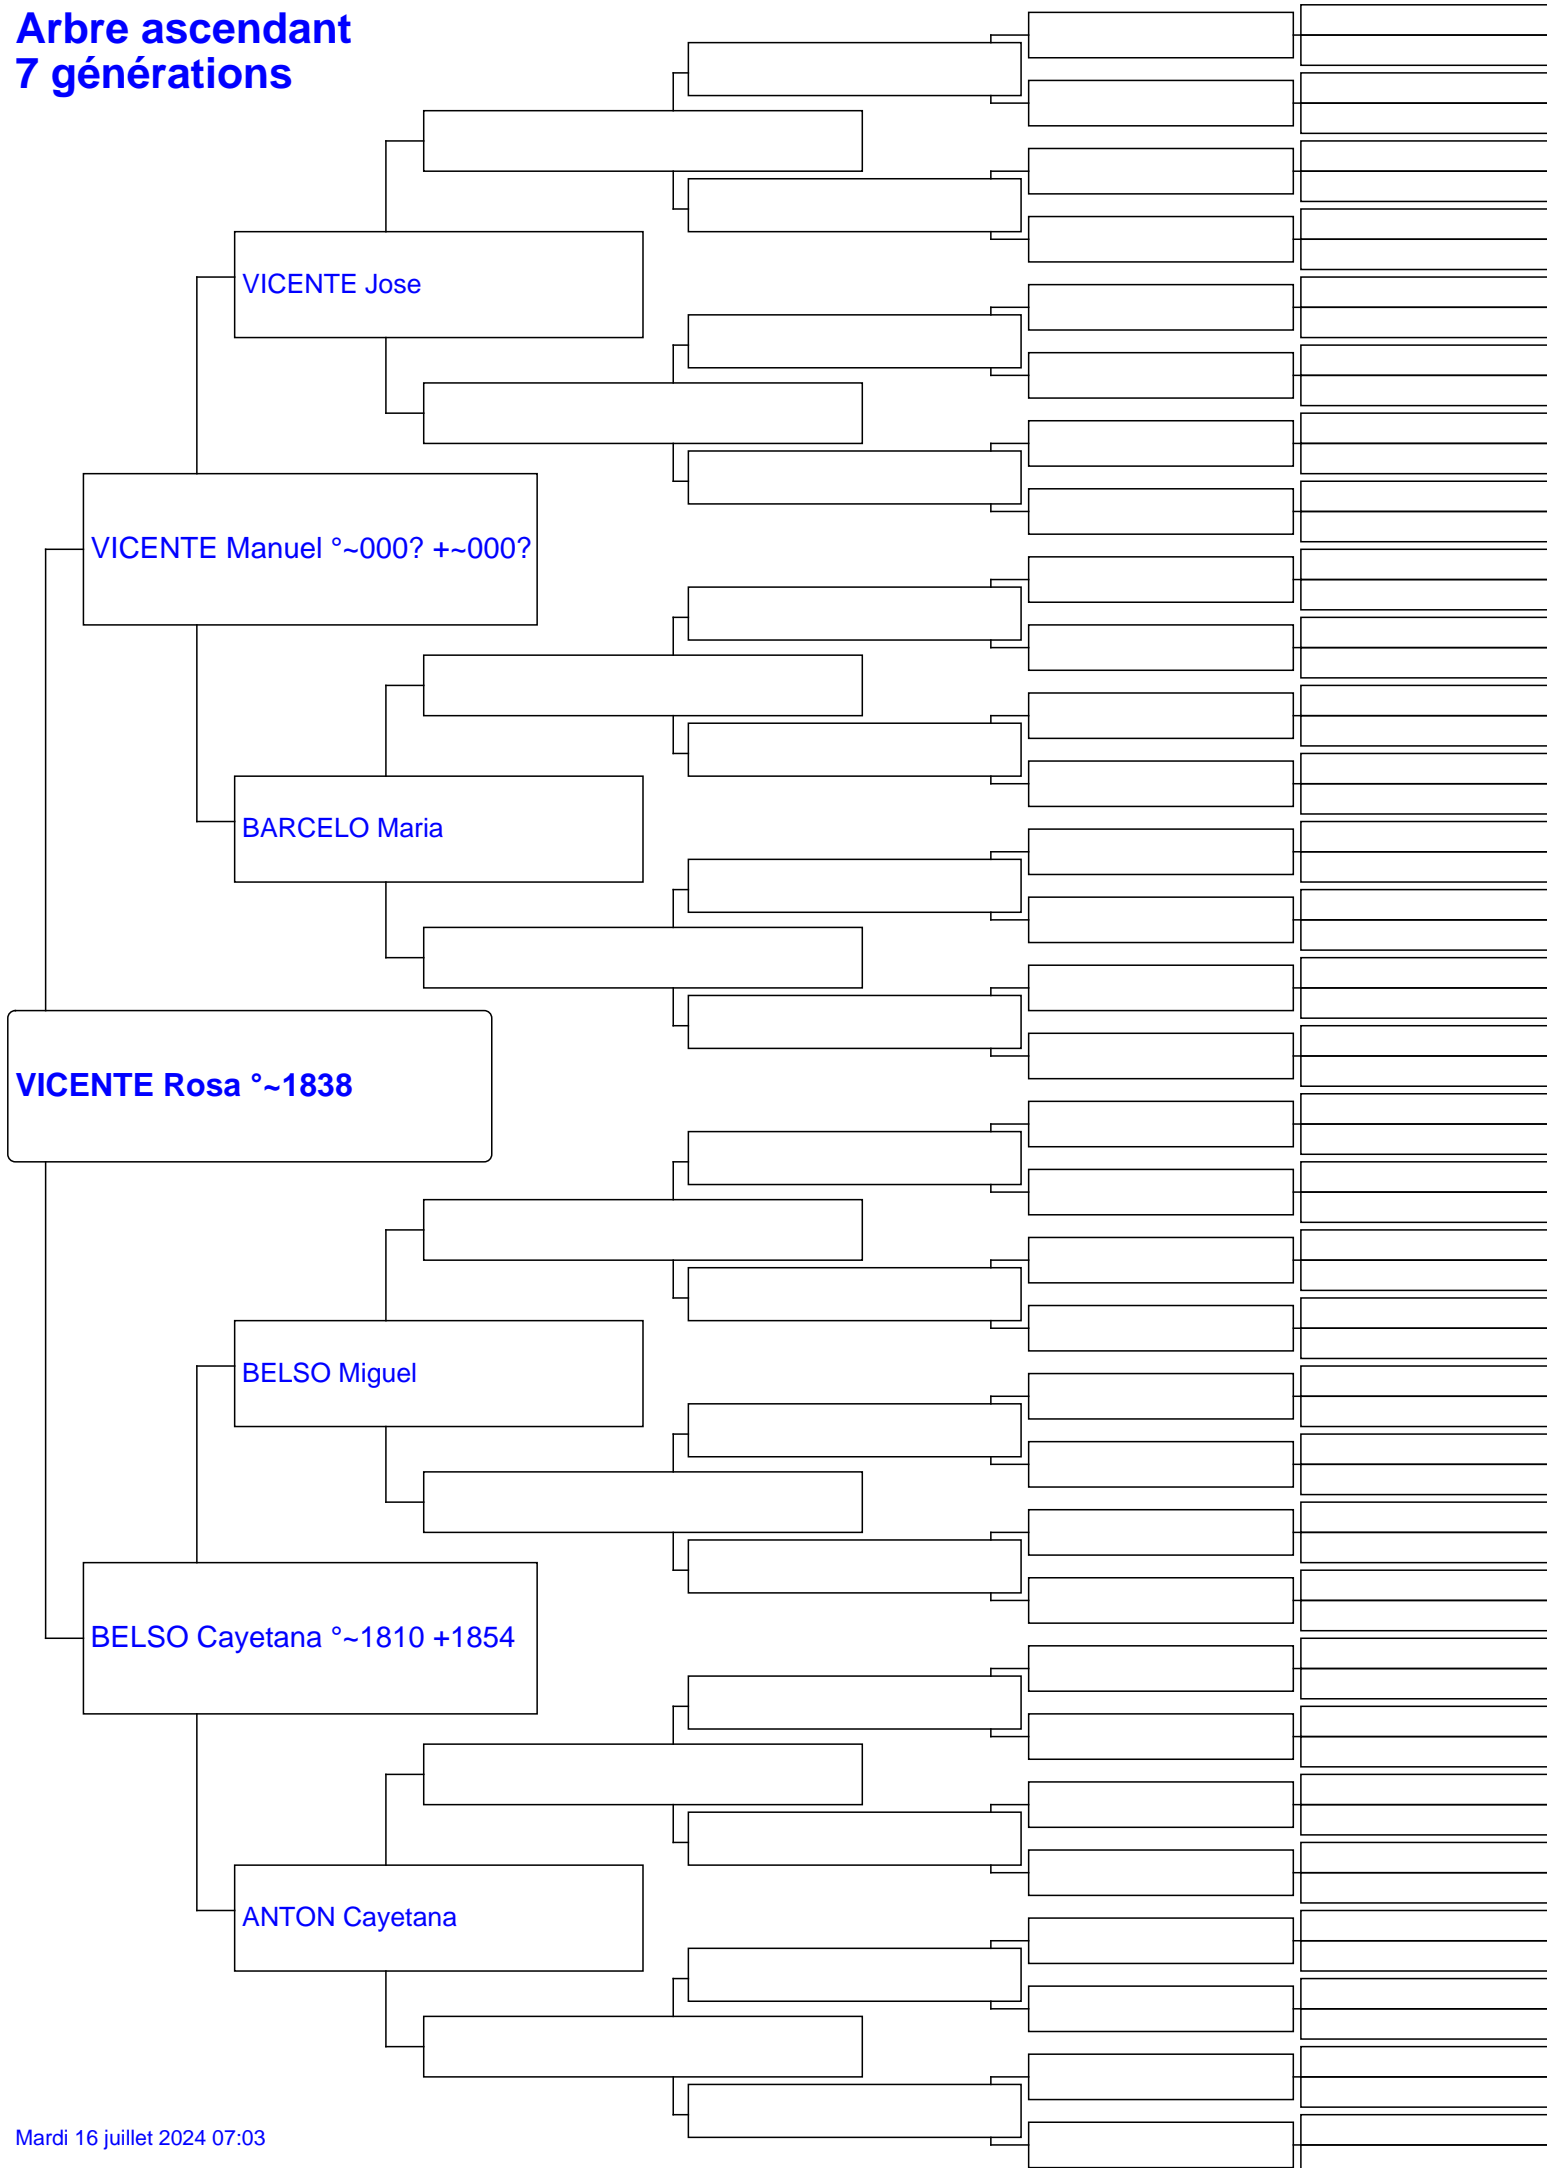 Arbre ascendant
7 générations
VICENTE Jose
VICENTE Manuel °~000? +~000?
BARCELO Maria
VICENTE Rosa °~1838
BELSO Miguel
BELSO Cayetana °~1810 +1854
ANTON Cayetana
Mardi 16 juillet 2024 07:03